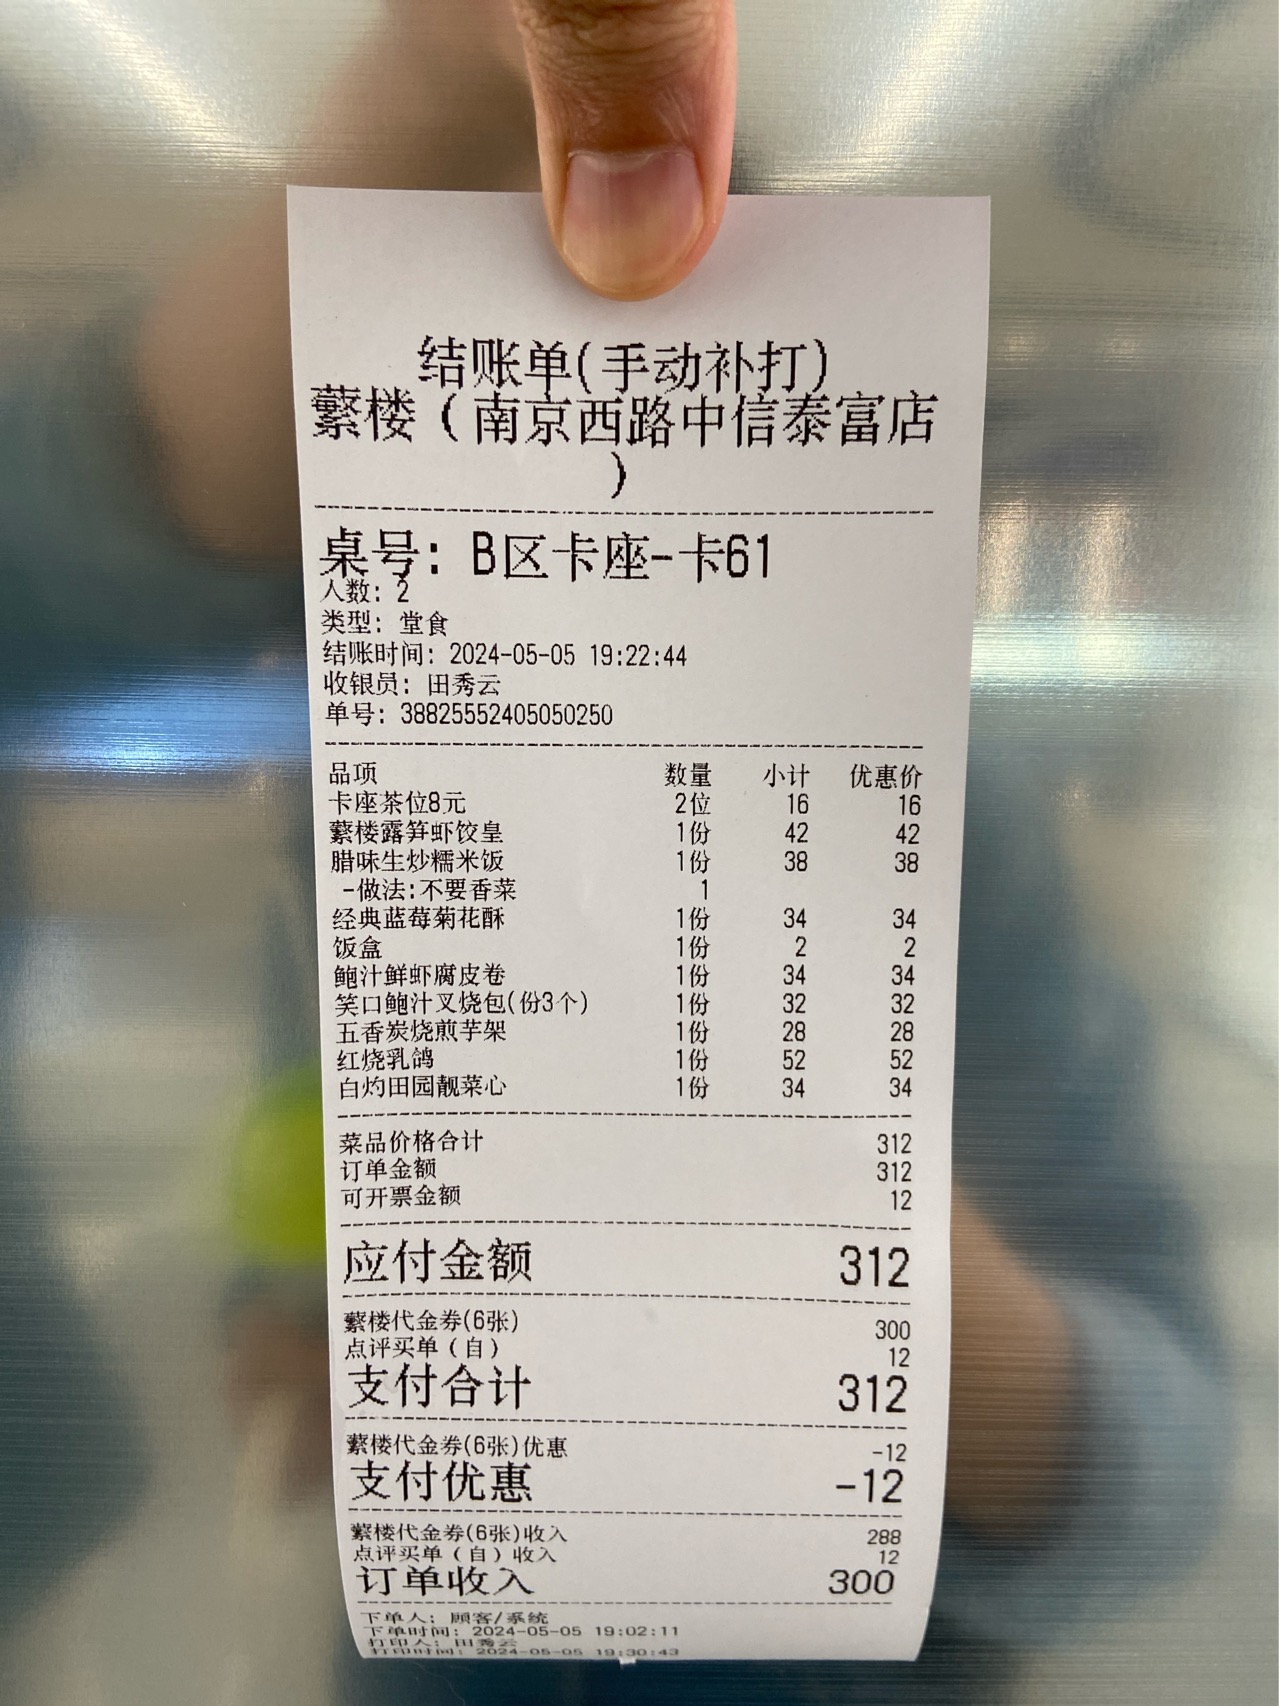 结账单(手动补打)
蘩楼（南京西路中信泰富店
）
桌号: B区卡座-卡61
人数: 2
类型: 堂食
结账时间: 2024-05-05 19:22:44
收银员: 田秀云
单号: 38825552405050250
品项 数量 小计 优惠价
卡座茶位8元 2位 16 16
蘩楼露笋虾饺皇 1份 42 42
腊味生炒糯米饭 1份 38 38
-做法:不要香菜 1
经典蓝莓菊花酥 1份 34 34
饭盒 1份 2 2
鲍汁鲜虾腐皮卷 1份 34 34
笑口鲍汁叉烧包(份3个) 1份 32 32
五香炭烧煎芋架 1份 28 28
红烧乳鸽 1份 52 52
白灼田园靓菜心 1份 34 34
菜品价格合计 312
订单金额 312
可开票金额 12
应付金额 312
蘩楼代金券(6张) 300
点评买单（自） 12
支付合计 312
蘩楼代金券(6张)优惠 -12
支付优惠 -12
蘩楼代金券(6张)收入 288
点评买单（自）收入 12
订单收入 300
下单人: 顾客/系统
下单时间: 2024-05-05 19:02:11
打印人: 田秀云
打印时间: 2024-05-05 19:30:43